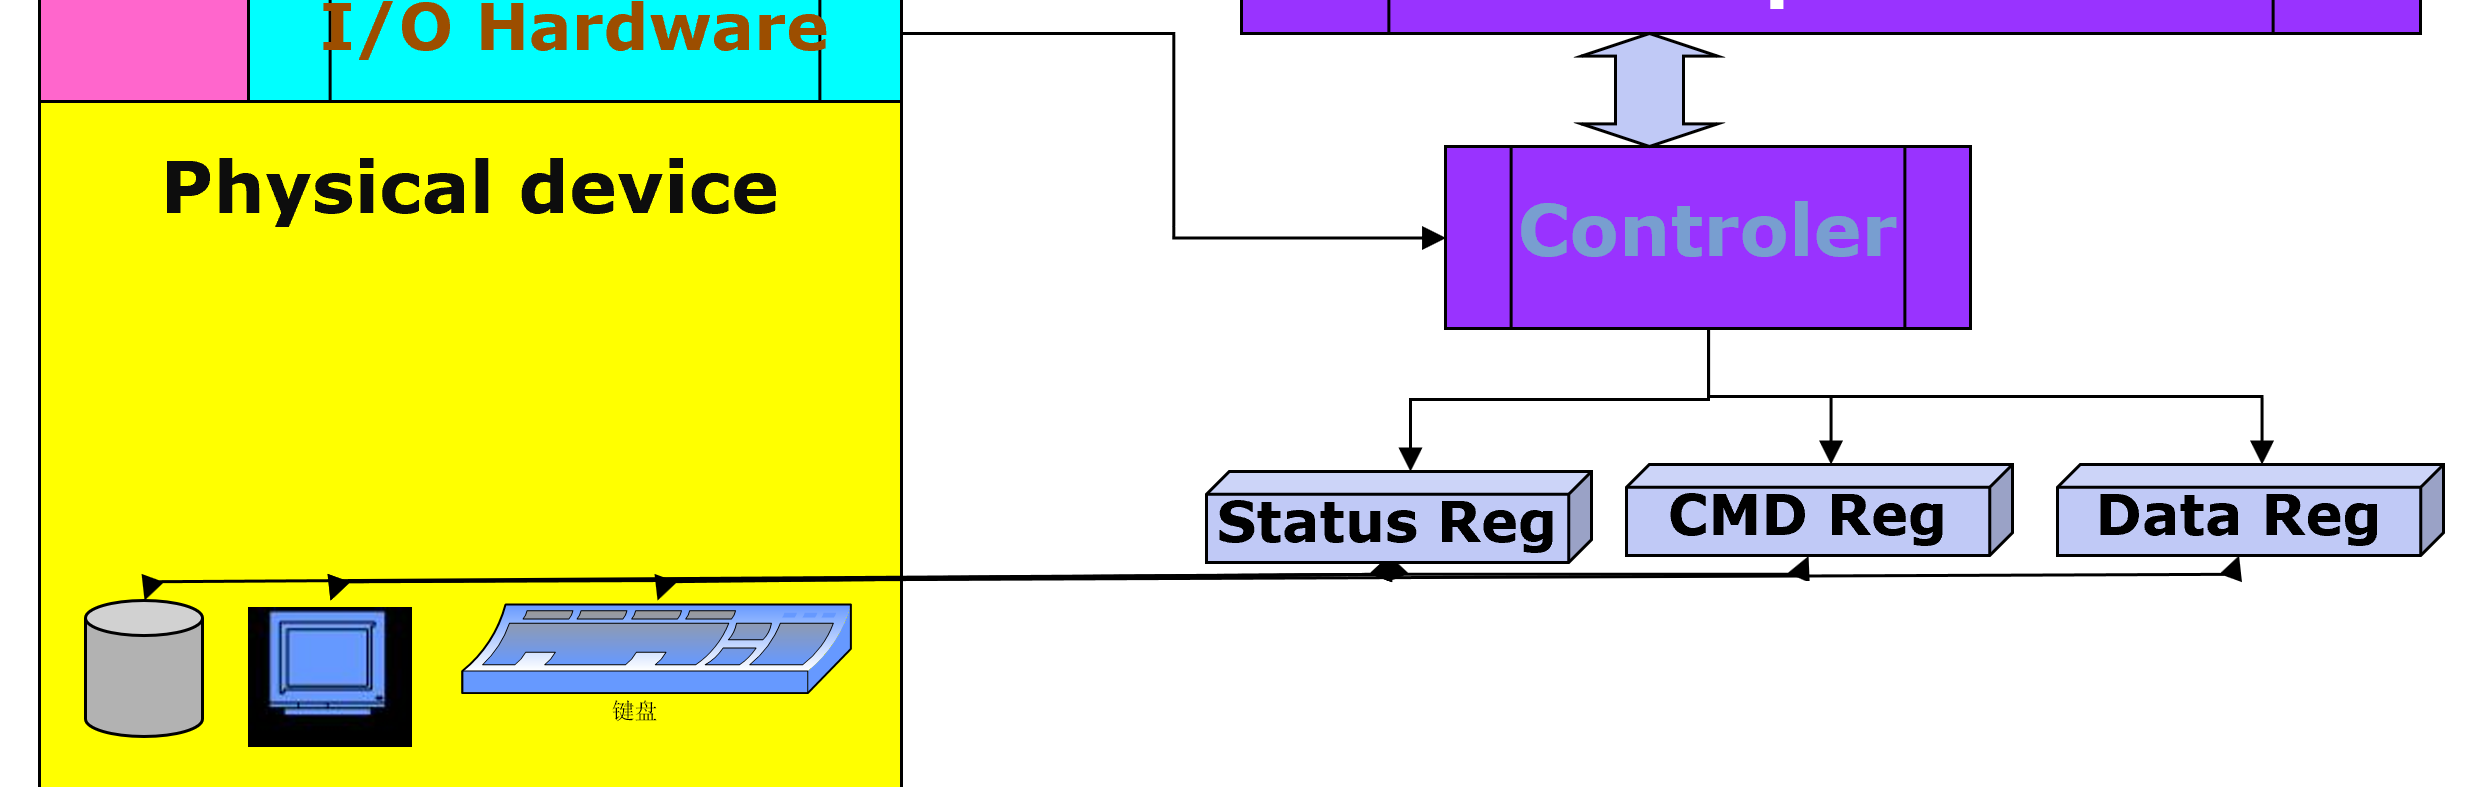 I/O Hardware
Physical device
Controler
Status Reg
CMD Reg
Data Reg
键盘